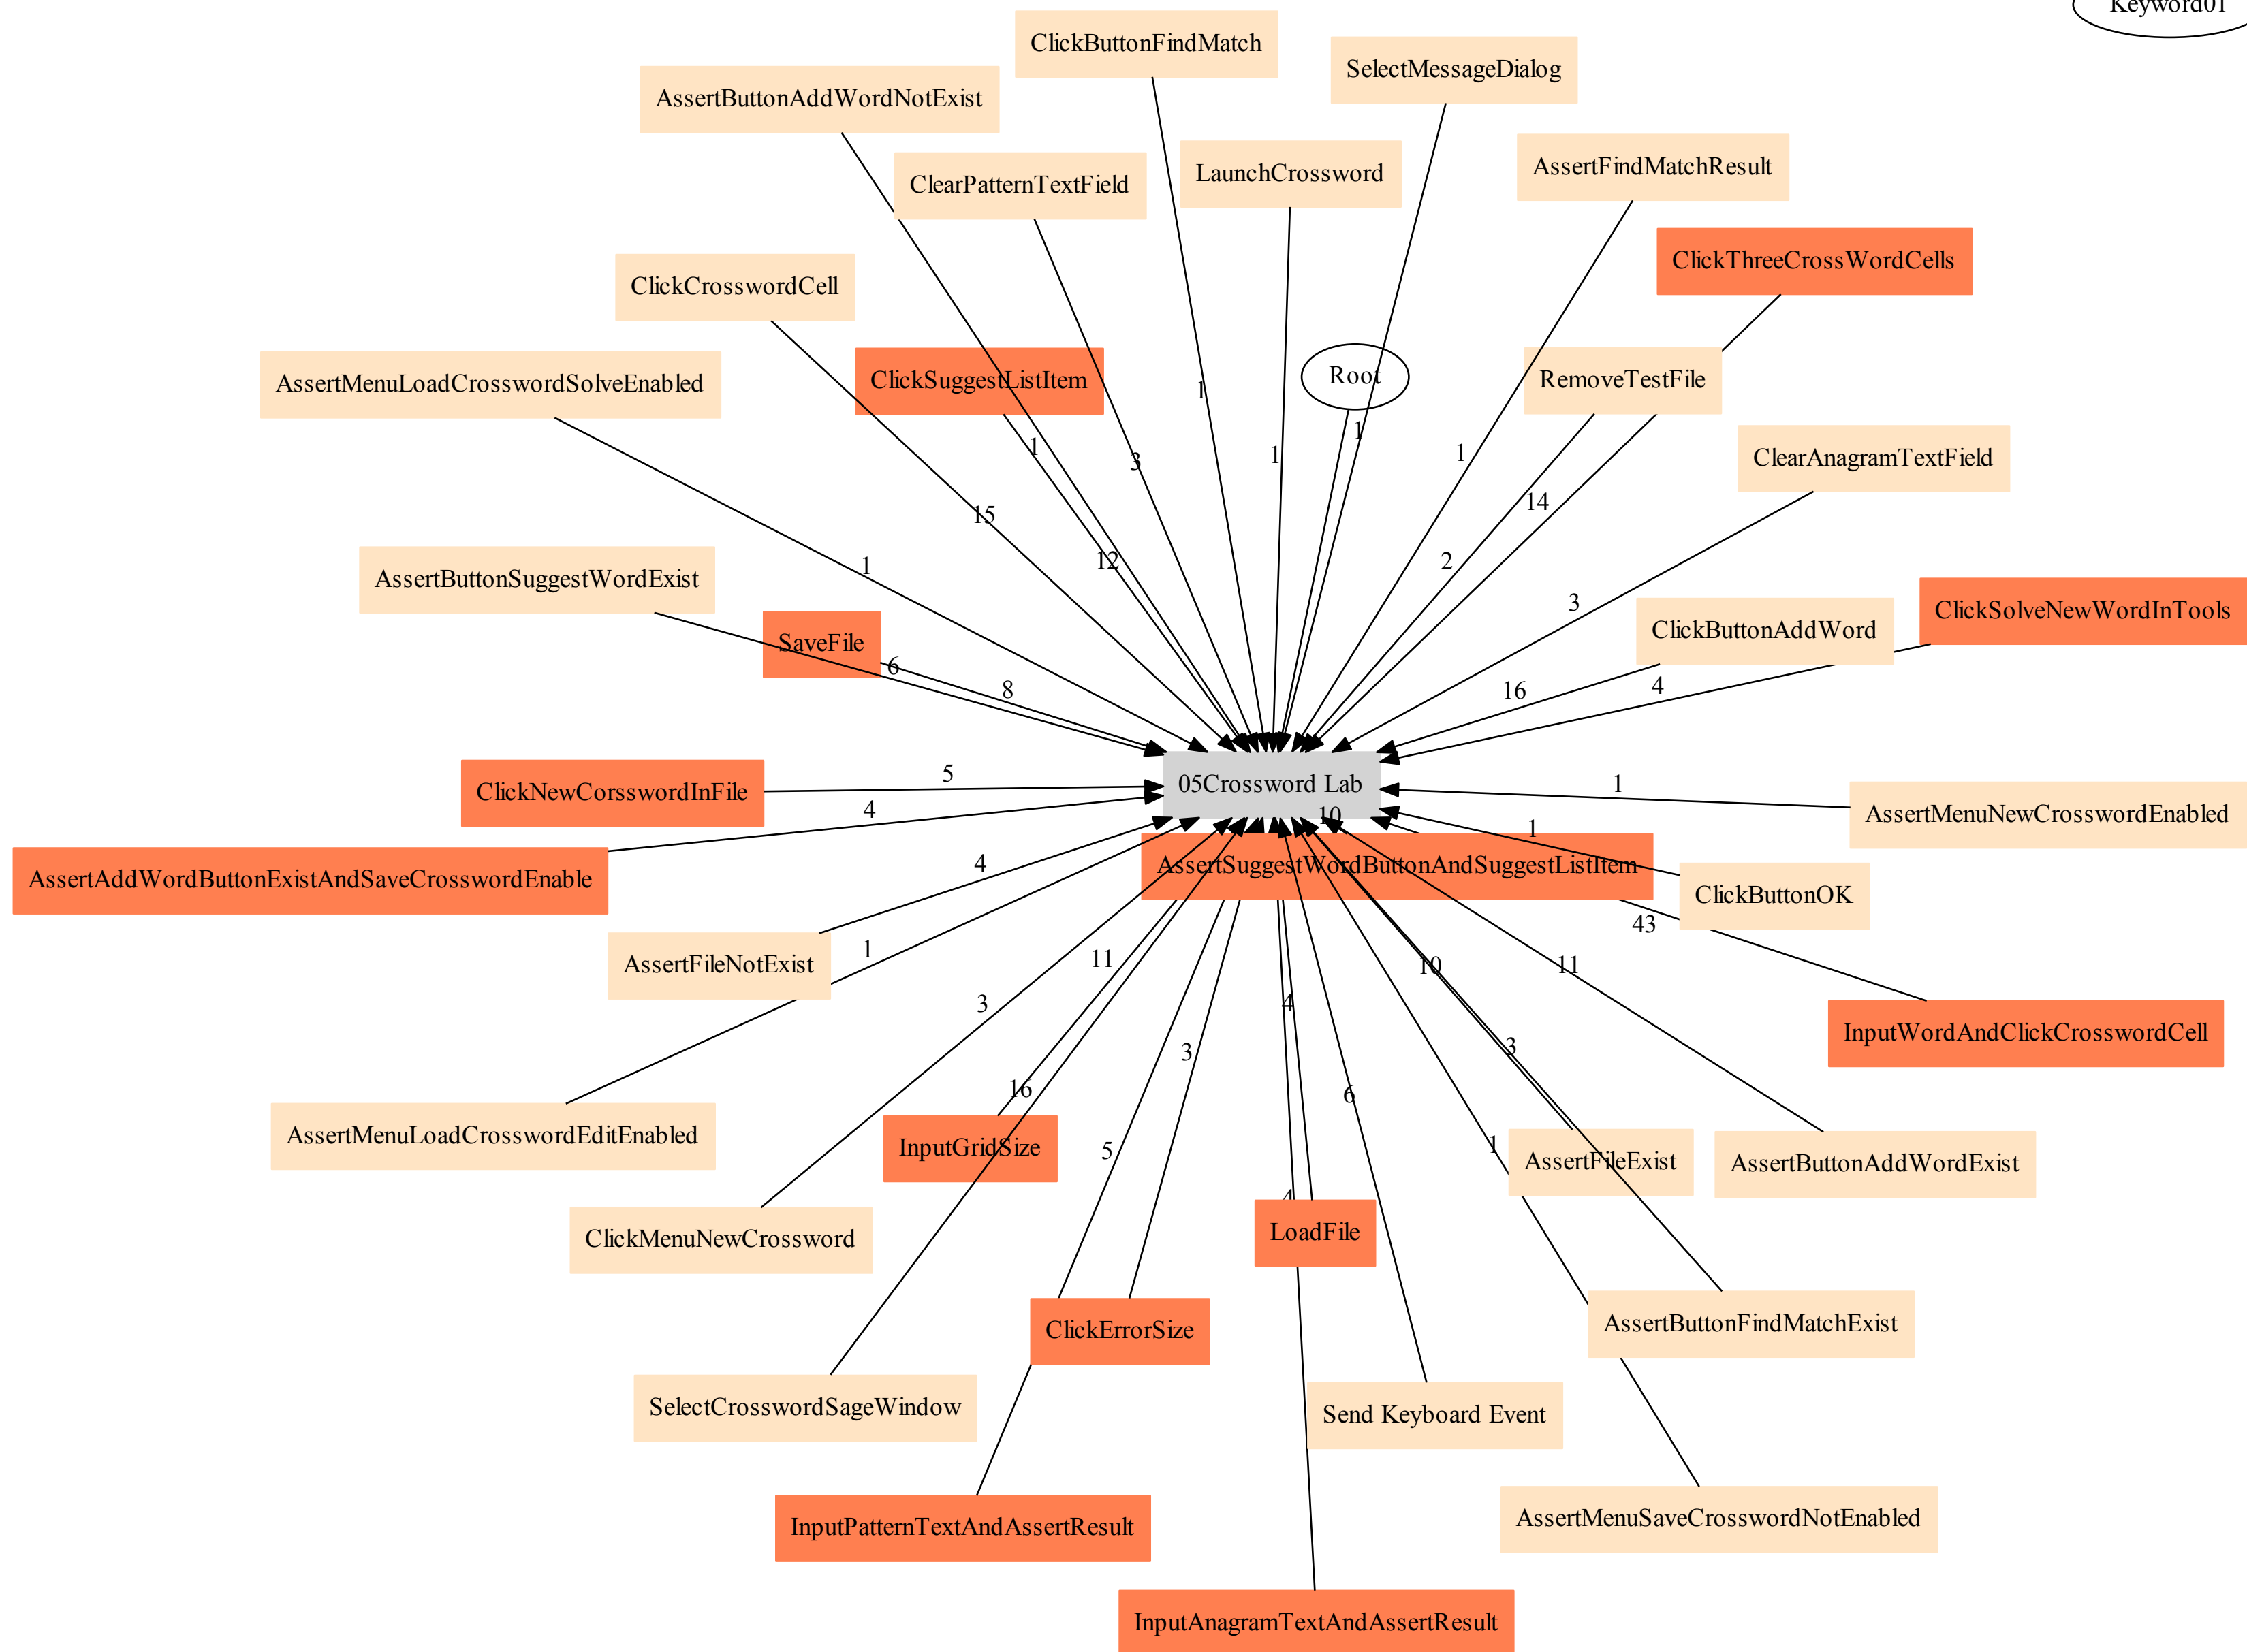 Keyword01
ClickButtonFindMatch
SelectMessageDialog
AssertButtonAddWordNotExist
AssertFindMatchResult
LaunchCrossword
ClearPatternTextField
ClickThreeCrossWordCells
ClickCrosswordCell
Root
ClickSuggestListItem
RemoveTestFile
AssertMenuLoadCrosswordSolveEnabled
1
1
1
1
1
3
ClearAnagramTextField
14
15
12
2
1
AssertButtonSuggestWordExist
3
ClickSolveNewWordInTools
ClickButtonAddWord
SaveFile
6
8
16
4
5
05Crossword Lab
1
ClickNewCorsswordInFile
4
10
1
AssertMenuNewCrosswordEnabled
4
AssertSuggestWordButtonAndSuggestListItem
AssertAddWordButtonExistAndSaveCrosswordEnable
ClickButtonOK
43
1
11
10
11
AssertFileNotExist
3
4
InputWordAndClickCrosswordCell
3
3
16
6
AssertMenuLoadCrosswordEditEnabled
InputGridSize
5
1
AssertFileExist
AssertButtonAddWordExist
4
ClickMenuNewCrossword
LoadFile
ClickErrorSize
AssertButtonFindMatchExist
SelectCrosswordSageWindow
Send Keyboard Event
InputPatternTextAndAssertResult
AssertMenuSaveCrosswordNotEnabled
InputAnagramTextAndAssertResult